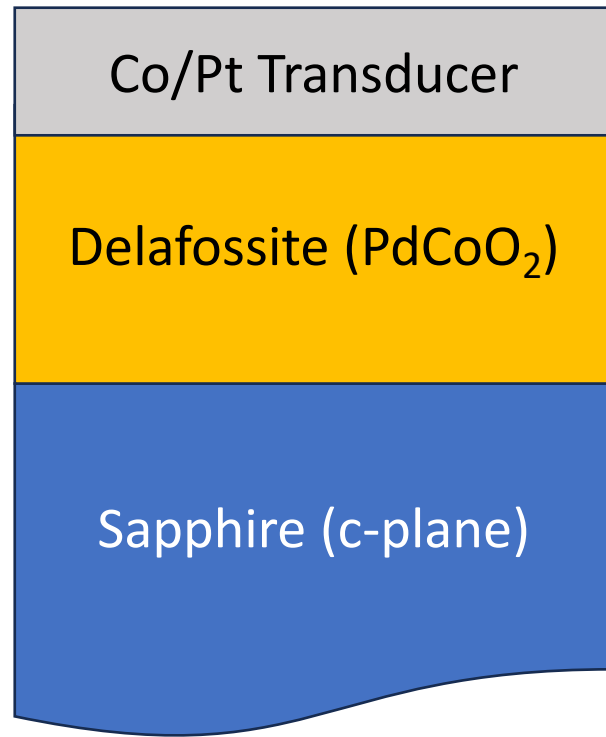 Co/Pt Transducer
Delafossite (PdCoO₂)
Sapphire (c-plane)